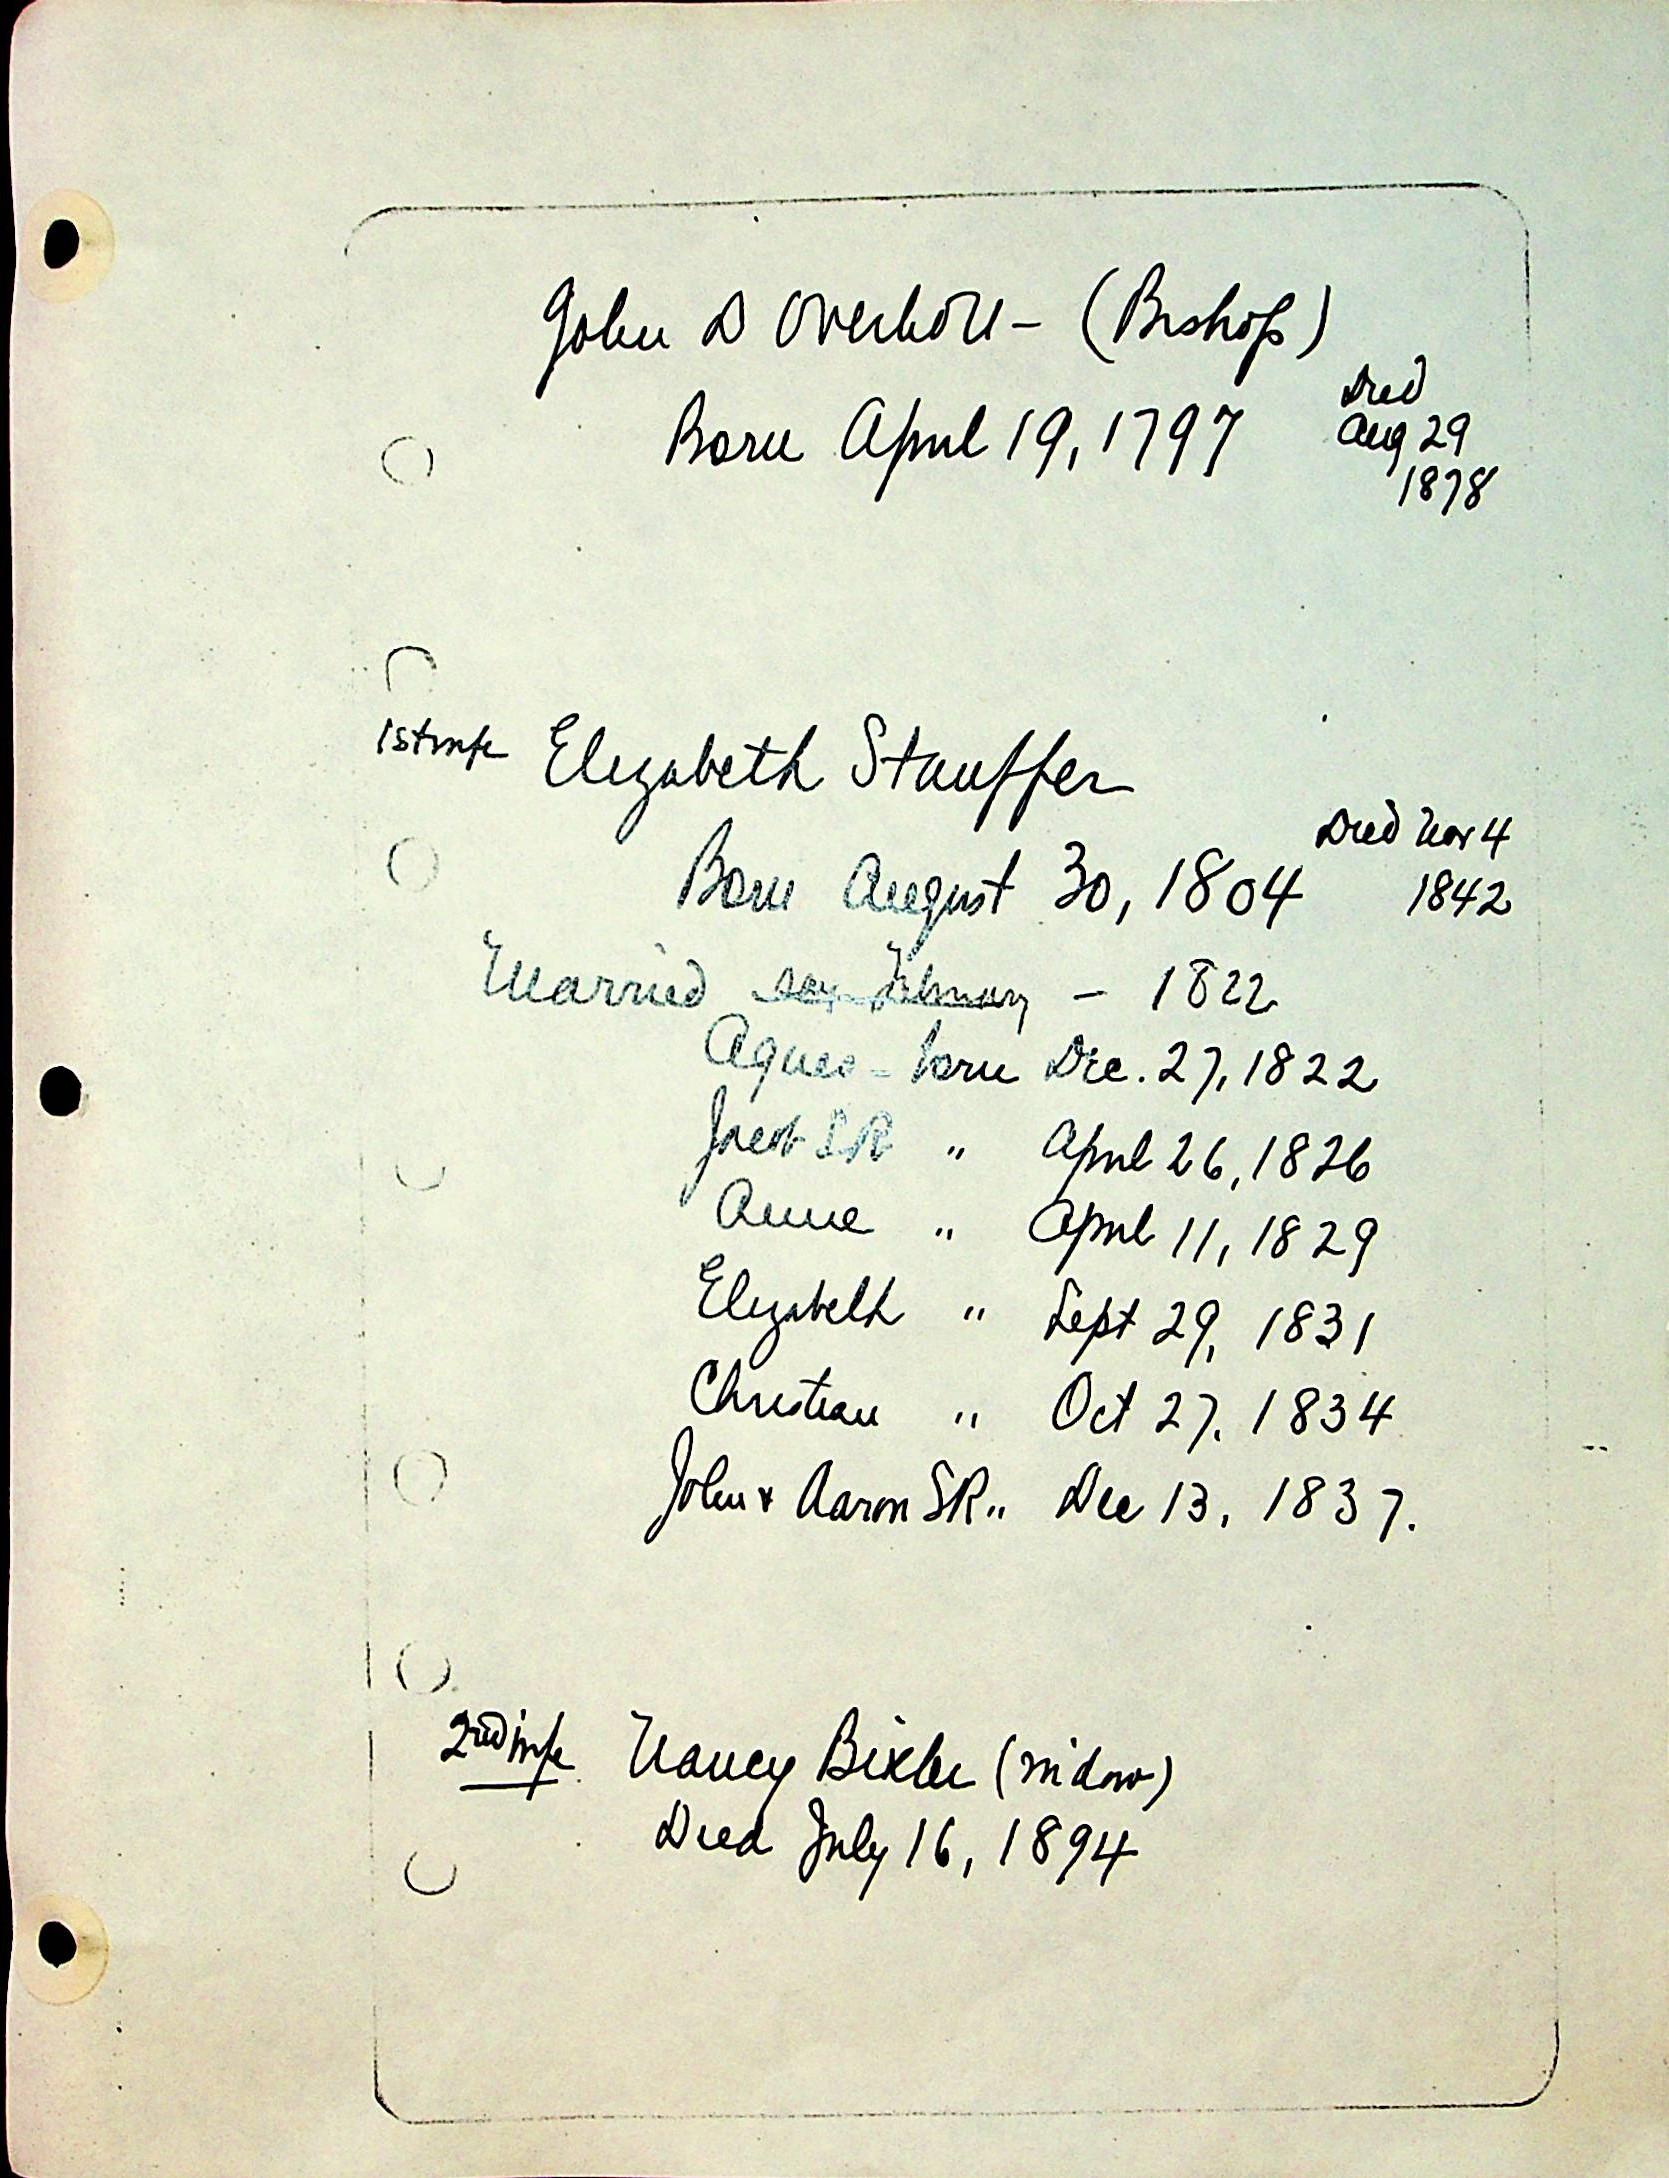 John D Overholt - (Bishop)
Died
Born April 19, 1797 Aug 29
1878
1st wife Elizabeth Stauffer
Died Nov 4
Born August 30, 1804 1842
Married say February - 1822
Agnes - born Dec. 27, 1822
Jacob SR " April 26, 1826
Anne " April 11, 1829
Elizabeth " Sept 29, 1831
Christian " Oct 27, 1834
John & Aaron SR " Dec 13, 1837.
2nd wife Nancy Bixler (widow)
Died July 16, 1894